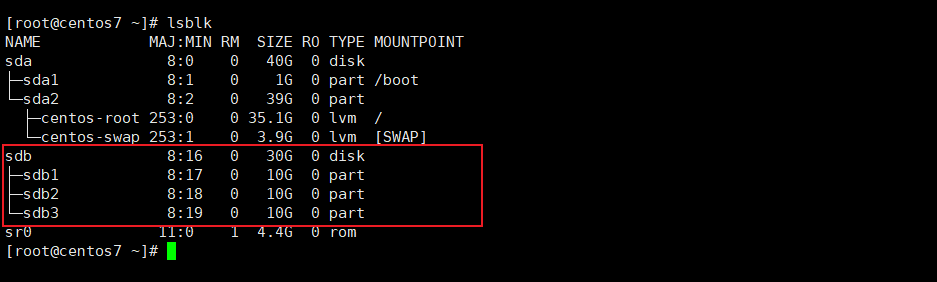 [root@centos7 ~]# lsblk
NAME            MAJ:MIN RM  SIZE RO TYPE MOUNTPOINT
sda               8:0    0   40G  0 disk
├─sda1            8:1    0    1G  0 part /boot
└─sda2            8:2    0   39G  0 part
  ├─centos-root 253:0    0 35.1G  0 lvm  /
  └─centos-swap 253:1    0  3.9G  0 lvm  [SWAP]
sdb               8:16   0   30G  0 disk
├─sdb1            8:17   0   10G  0 part
├─sdb2            8:18   0   10G  0 part
└─sdb3            8:19   0   10G  0 part
sr0              11:0    1  4.4G  0 rom
[root@centos7 ~]#